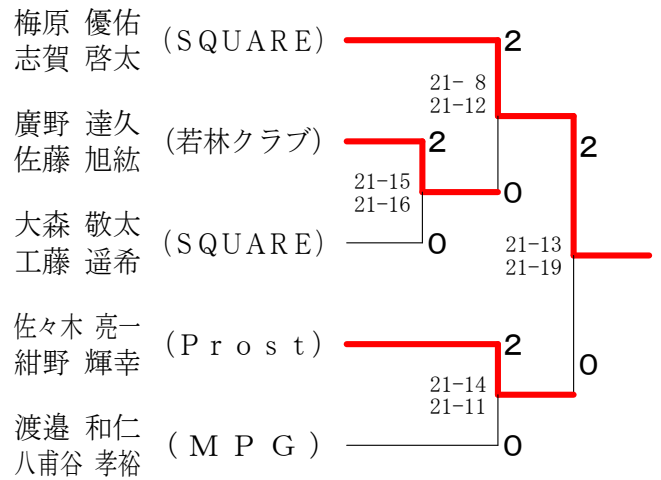 梅原 優佑
志賀 啓太
(SQUARE)
2
21- 8
21-12
廣野 達久
佐藤 旭紘
(若林クラブ)
2
2
21-15
21-16
0
大森 敬太
工藤 遥希
(SQUARE)
0
21-13
21-19
佐々木 亮一
紺野 輝幸
(Prost)
2
0
21-14
21-11
渡邉 和仁
八甫谷 孝裕
(MPG)
0